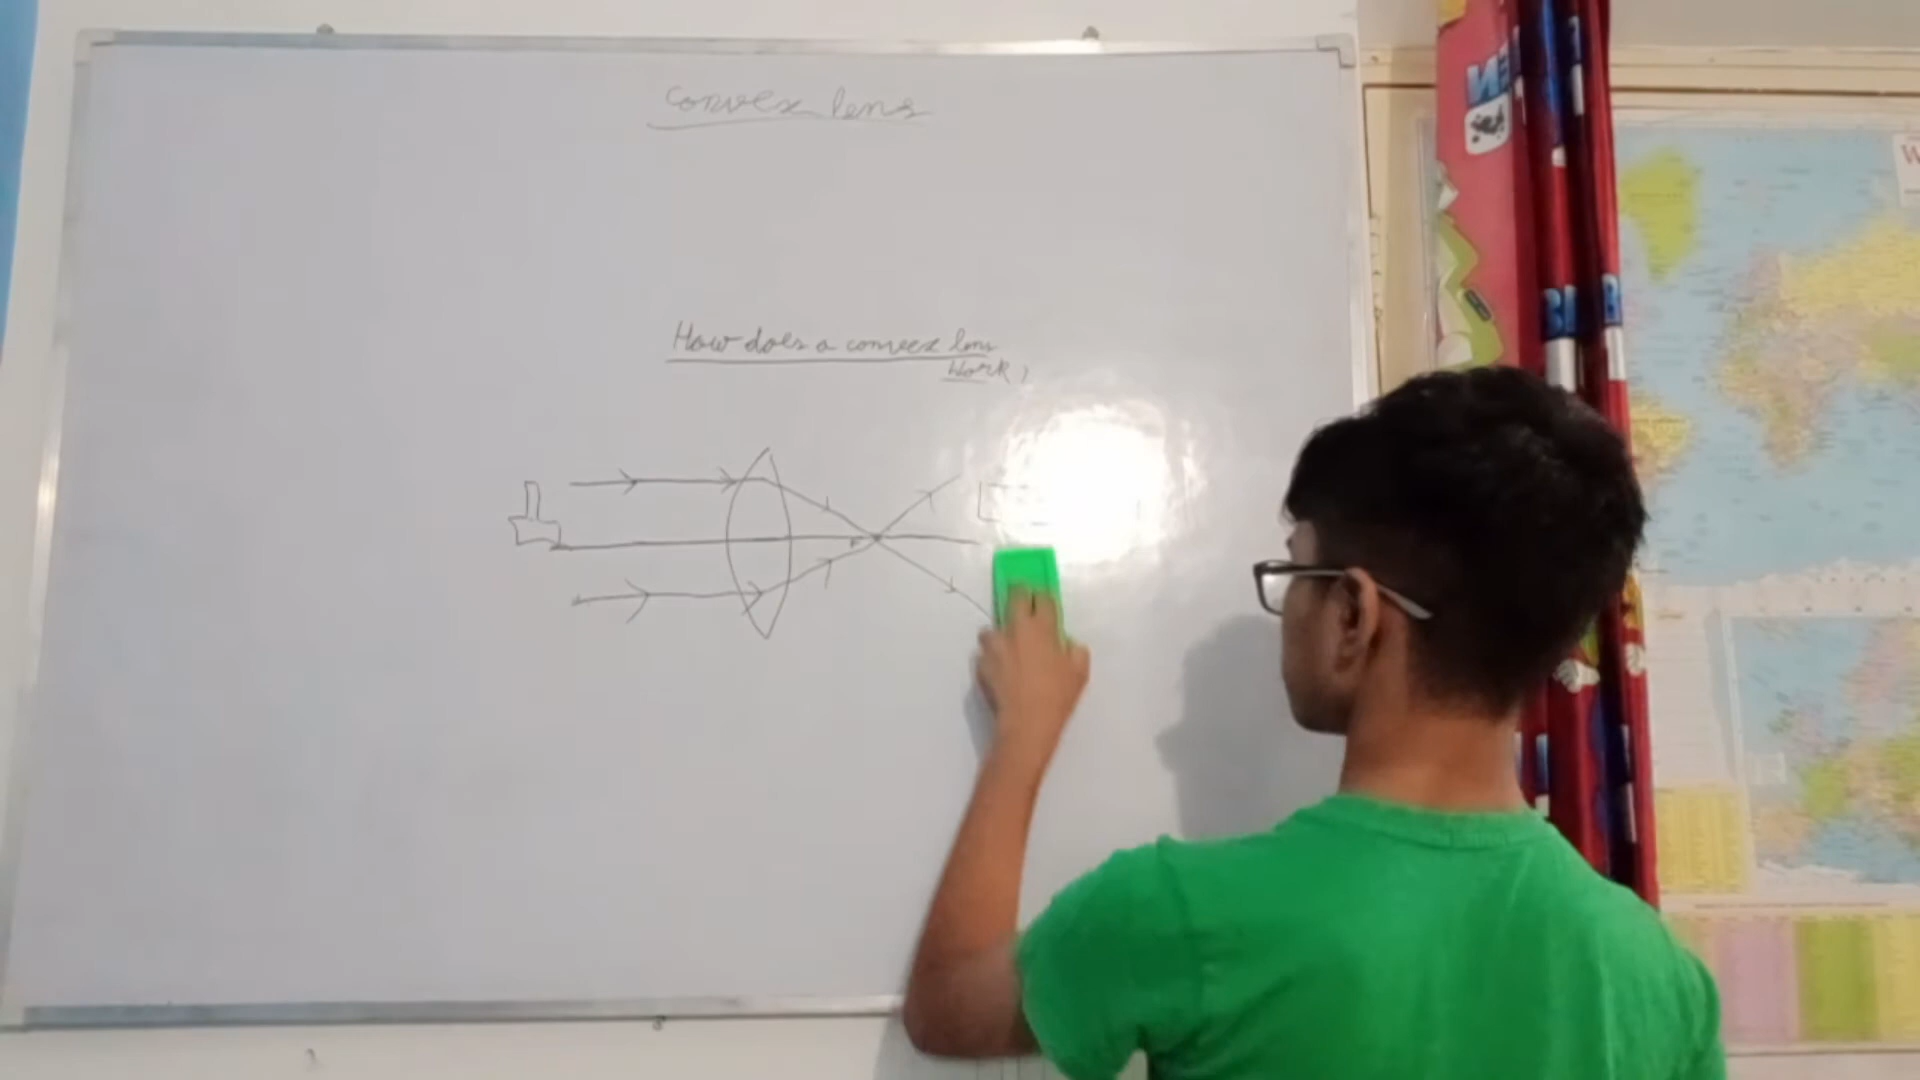 convex lens
How does a convex lens
work?
F